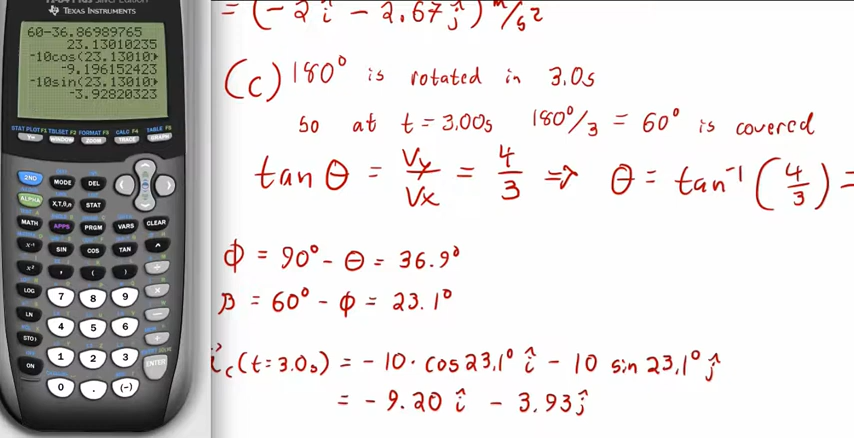 TEXAS INSTRUMENTS
60-36.86989765
23.13010235
-10cos(23.13010
-9.196152423
-10sin(23.13010
-3.92820323
STAT PLOT F1 TBLSET F2 FORMAT F3 CALC F4 TABLE F5
Y= WINDOW ZOOM TRACE GRAPH
2ND MODE DEL
ALPHA X,T,θ,n STAT
MATH APPS PRGM VARS CLEAR
x⁻¹ SIN COS TAN ^
x² , ( ) ÷
LOG 7 8 9 ×
LN 4 5 6 −
STO 1 2 3 +
ON 0 . (-) ENTER
= (-2 î - 2.67 ĵ) m/s²
(c) 180° is rotated in 3.0s
so at t = 3.00s 180°/3 = 60° is covered
tan θ = Vy/Vx = 4/3 ⇒ θ = tan⁻¹(4/3) =
Φ = 90° - θ = 36.9°
β = 60° - Φ = 23.1°
c (t=3.0s) = -10 · cos 23.1° î - 10 sin 23.1° ĵ
= -9.20 î - 3.93 ĵ